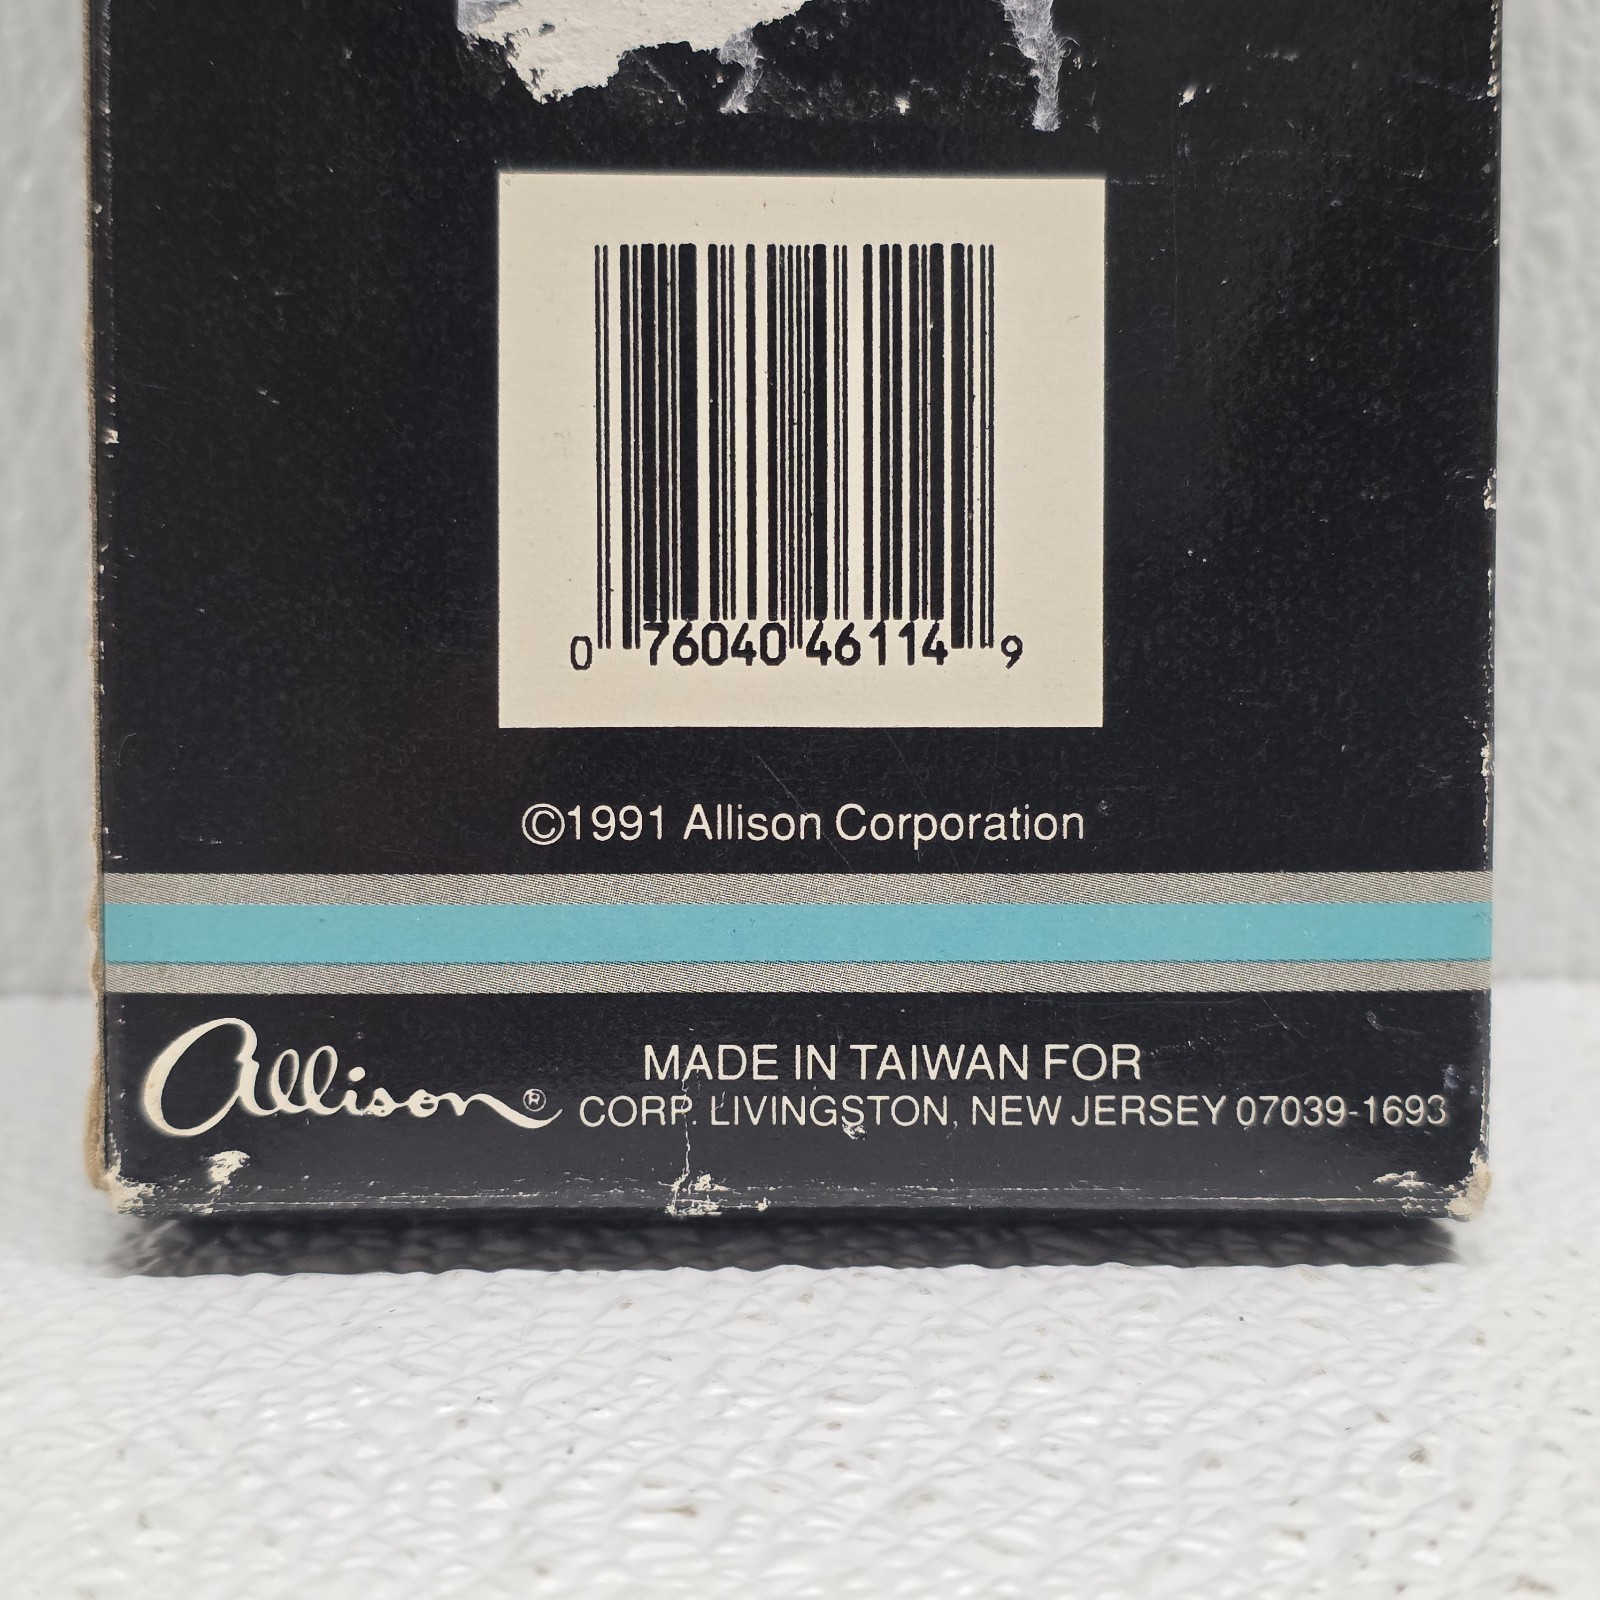 0 76040 46114 9
©1991 Allison Corporation
MADE IN TAIWAN FOR
Allison® CORP. LIVINGSTON, NEW JERSEY 07039-1693